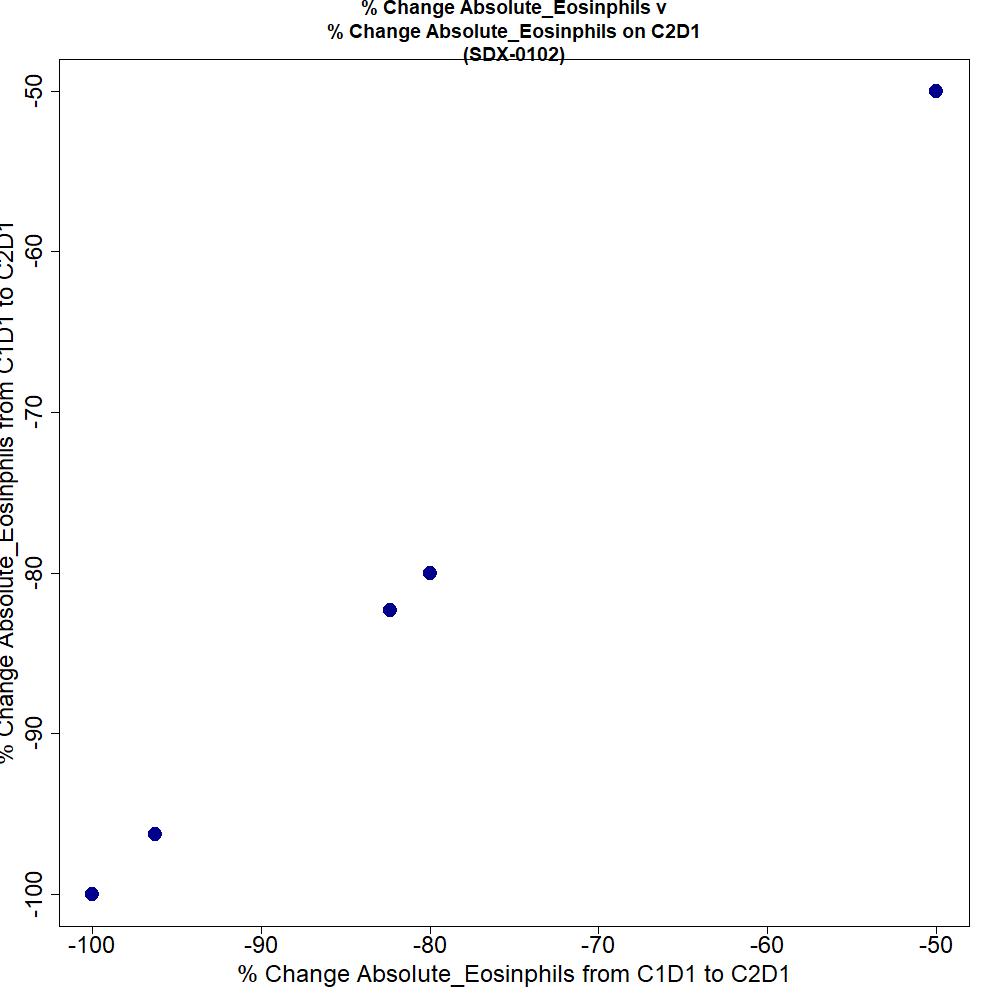 % Change Absolute_Eosinphils v
% Change Absolute_Eosinphils on C2D1
(SDX-0102)
% Change Absolute_Eosinphils from C1D1 to C2D1
-50
-60
-70
-80
-90
-100
-100
-90
-80
-70
-60
-50
% Change Absolute_Eosinphils from C1D1 to C2D1